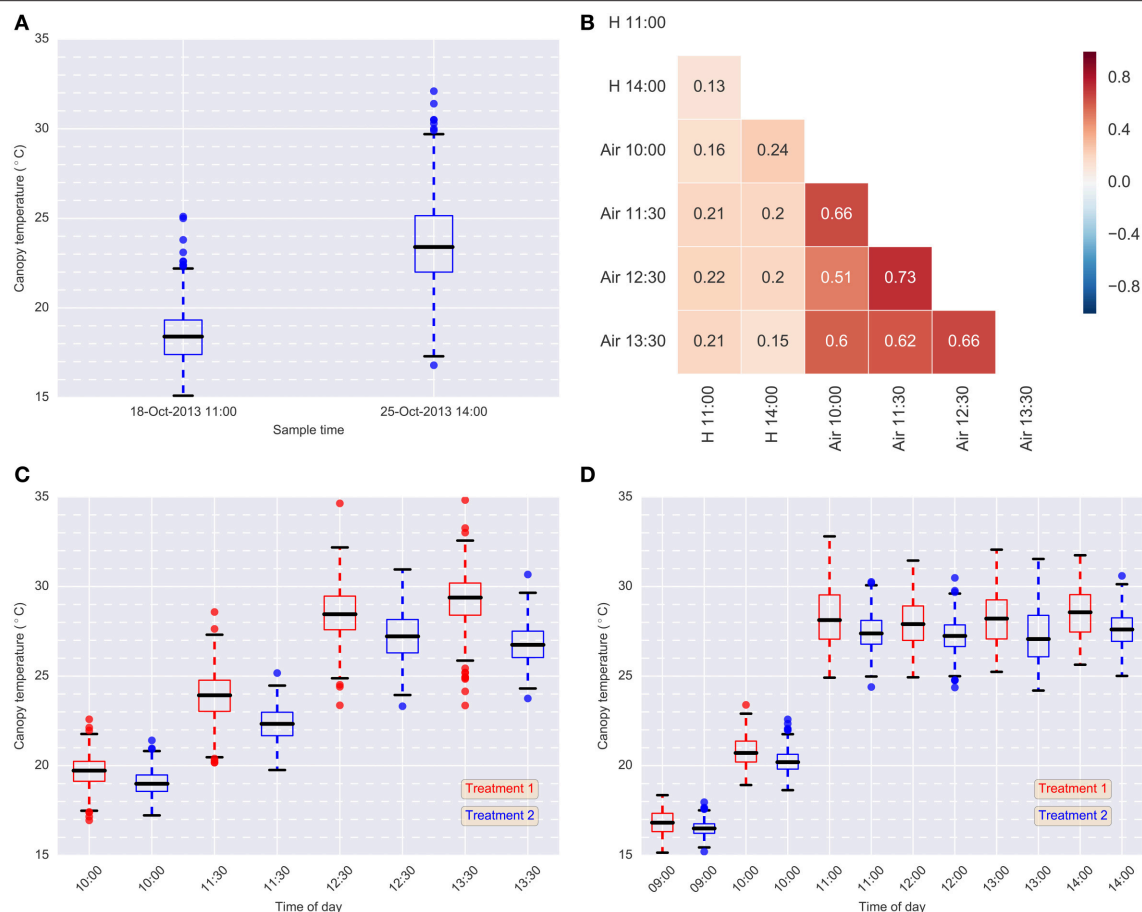 A
35
30
25
20
15
Canopy temperature (°C)
18-Oct-2013 11:00
25-Oct-2013 14:00
Sample time
B
H 11:00
H 14:00
Air 10:00
Air 11:30
Air 12:30
Air 13:30
0.13
0.16 0.24
0.21 0.2 0.66
0.22 0.2 0.51 0.73
0.21 0.15 0.6 0.62 0.66
H 11:00
H 14:00
Air 10:00
Air 11:30
Air 12:30
Air 13:30
0.8
0.4
0.0
−0.4
−0.8
C
35
30
25
20
15
Canopy temperature (°C)
Treatment 1
Treatment 2
10:00
10:00
11:30
11:30
12:30
12:30
13:30
13:30
Time of day
D
35
30
25
20
15
Canopy temperature (°C)
Treatment 1
Treatment 2
09:00
09:00
10:00
10:00
11:00
11:00
12:00
12:00
13:00
13:00
14:00
14:00
Time of day